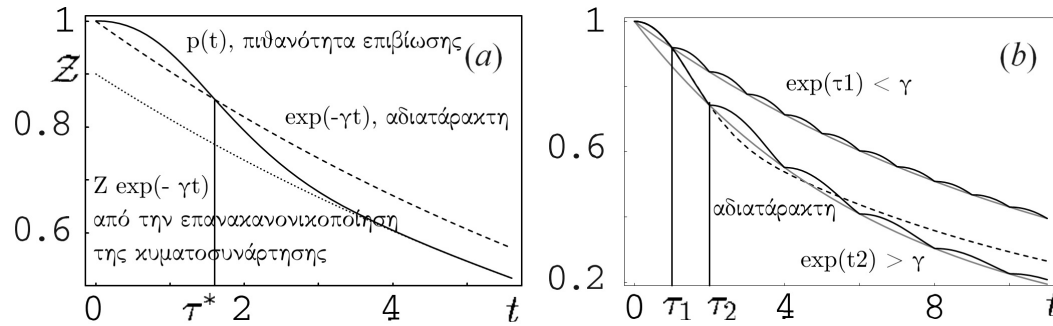 1
p(t), πιθανότητα επιβίωσης
(a)
Z
exp(-γt), αδιατάρακτη
0.8
Z exp(- γt)
από την επανακανονικοποίηση
0.6
της κυματοσυνάρτησης
0
τ*
2
4
t
1
(b)
exp(τ1) < γ
0.6
αδιατάρακτη
exp(t2) > γ
0.2
0
τ1
τ2
4
8
t